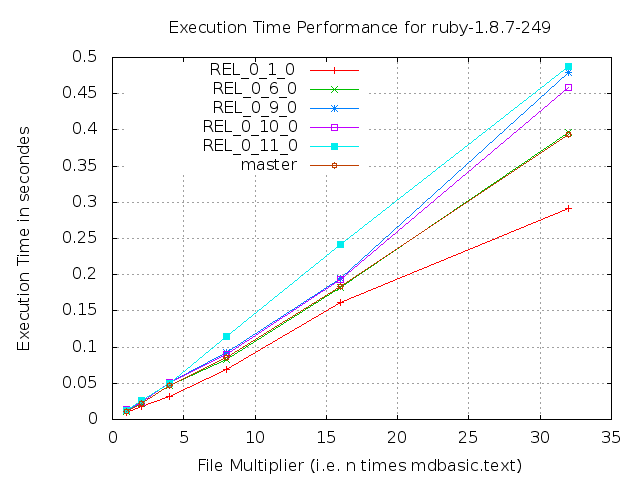 Execution Time Performance for ruby-1.8.7-249
0.5
0.45
0.4
0.35
0.3
0.25
0.2
0.15
0.1
0.05
0
Execution Time in secondes
REL_0_1_0
REL_0_6_0
REL_0_9_0
REL_0_10_0
REL_0_11_0
master
0 5 10 15 20 25 30 35
File Multiplier (i.e. n times mdbasic.text)